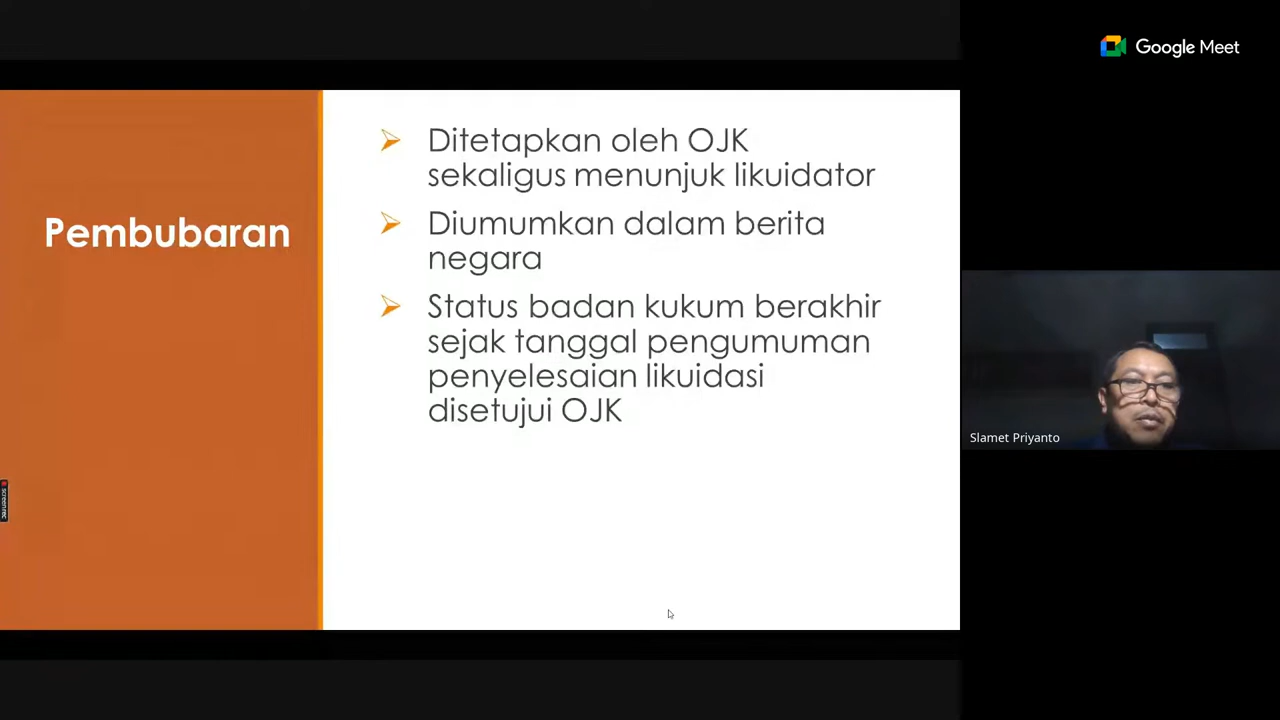 Google Meet
Pembubaran
Ditetapkan oleh OJK
sekaligus menunjuk likuidator
Diumumkan dalam berita
negara
Status badan kukum berakhir
sejak tanggal pengumuman
penyelesaian likuidasi
disetujui OJK
Slamet Priyanto
screenrec